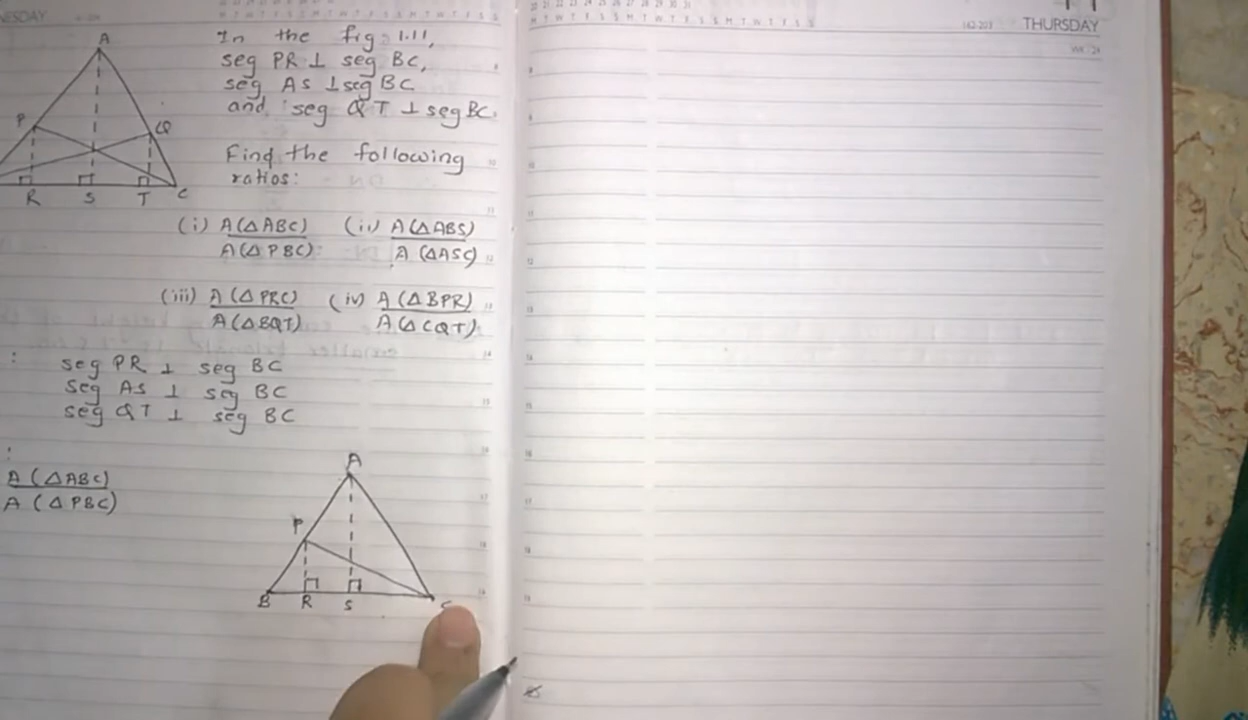 THURSDAY
In the fig 1.11,
seg PR ⊥ seg BC,
seg AS ⊥ seg BC
and seg QT ⊥ seg BC.
Find the following
ratios:
A
P
Q
R S T C
(i) A(△ABC) (ii) A(△ABS)
A(△PBC) A(△ASC)
(iii) A(△PRC) (iv) A(△BPR)
A(△BQT) A(△CQT)
: seg PR ⊥ seg BC
seg AS ⊥ seg BC
seg QT ⊥ seg BC
:
A(△ABC)
A(△PBC)
A
P
B R S C